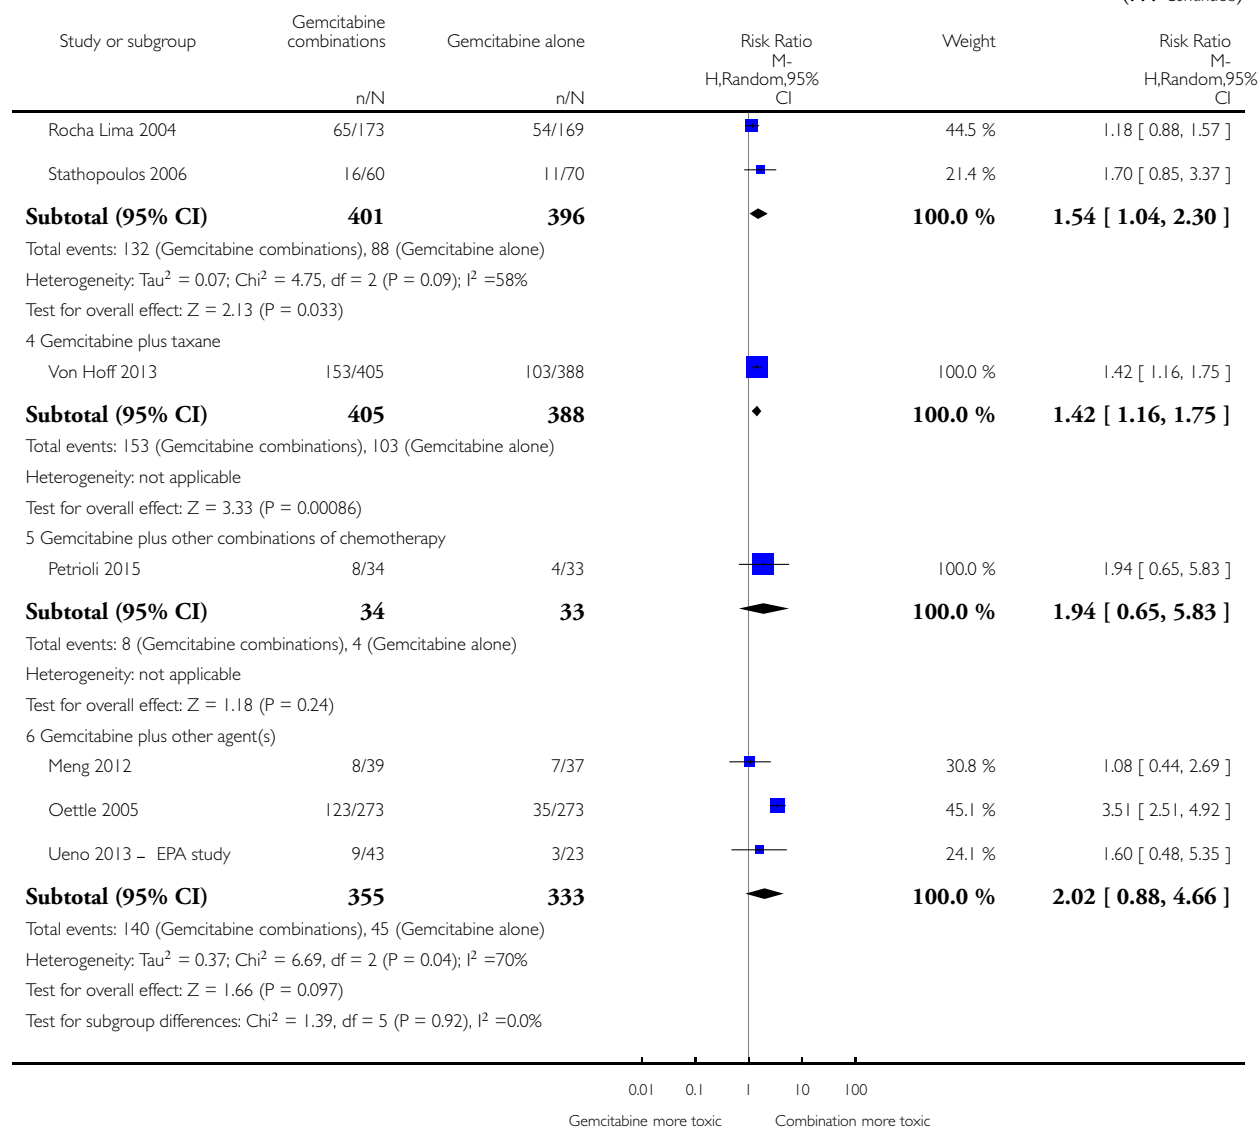 Gemcitabine
Study or subgroup combinations Gemcitabine alone Risk Ratio Weight Risk Ratio
M- M-
H,Random,95% H,Random,95%
n/N n/N CI CI
Rocha Lima 2004 65/173 54/169 44.5 % 1.18 [ 0.88, 1.57 ]
Stathopoulos 2006 16/60 11/70 21.4 % 1.70 [ 0.85, 3.37 ]
Subtotal (95% CI) 401 396 100.0 % 1.54 [ 1.04, 2.30 ]
Total events: 132 (Gemcitabine combinations), 88 (Gemcitabine alone)
Heterogeneity: Tau² = 0.07; Chi² = 4.75, df = 2 (P = 0.09); I² =58%
Test for overall effect: Z = 2.13 (P = 0.033)
4 Gemcitabine plus taxane
Von Hoff 2013 153/405 103/388 100.0 % 1.42 [ 1.16, 1.75 ]
Subtotal (95% CI) 405 388 100.0 % 1.42 [ 1.16, 1.75 ]
Total events: 153 (Gemcitabine combinations), 103 (Gemcitabine alone)
Heterogeneity: not applicable
Test for overall effect: Z = 3.33 (P = 0.00086)
5 Gemcitabine plus other combinations of chemotherapy
Petrioli 2015 8/34 4/33 100.0 % 1.94 [ 0.65, 5.83 ]
Subtotal (95% CI) 34 33 100.0 % 1.94 [ 0.65, 5.83 ]
Total events: 8 (Gemcitabine combinations), 4 (Gemcitabine alone)
Heterogeneity: not applicable
Test for overall effect: Z = 1.18 (P = 0.24)
6 Gemcitabine plus other agent(s)
Meng 2012 8/39 7/37 30.8 % 1.08 [ 0.44, 2.69 ]
Oettle 2005 123/273 35/273 45.1 % 3.51 [ 2.51, 4.92 ]
Ueno 2013 – EPA study 9/43 3/23 24.1 % 1.60 [ 0.48, 5.35 ]
Subtotal (95% CI) 355 333 100.0 % 2.02 [ 0.88, 4.66 ]
Total events: 140 (Gemcitabine combinations), 45 (Gemcitabine alone)
Heterogeneity: Tau² = 0.37; Chi² = 6.69, df = 2 (P = 0.04); I² =70%
Test for overall effect: Z = 1.66 (P = 0.097)
Test for subgroup differences: Chi² = 1.39, df = 5 (P = 0.92), I² =0.0%
0.01 0.1 1 10 100
Gemcitabine more toxic Combination more toxic